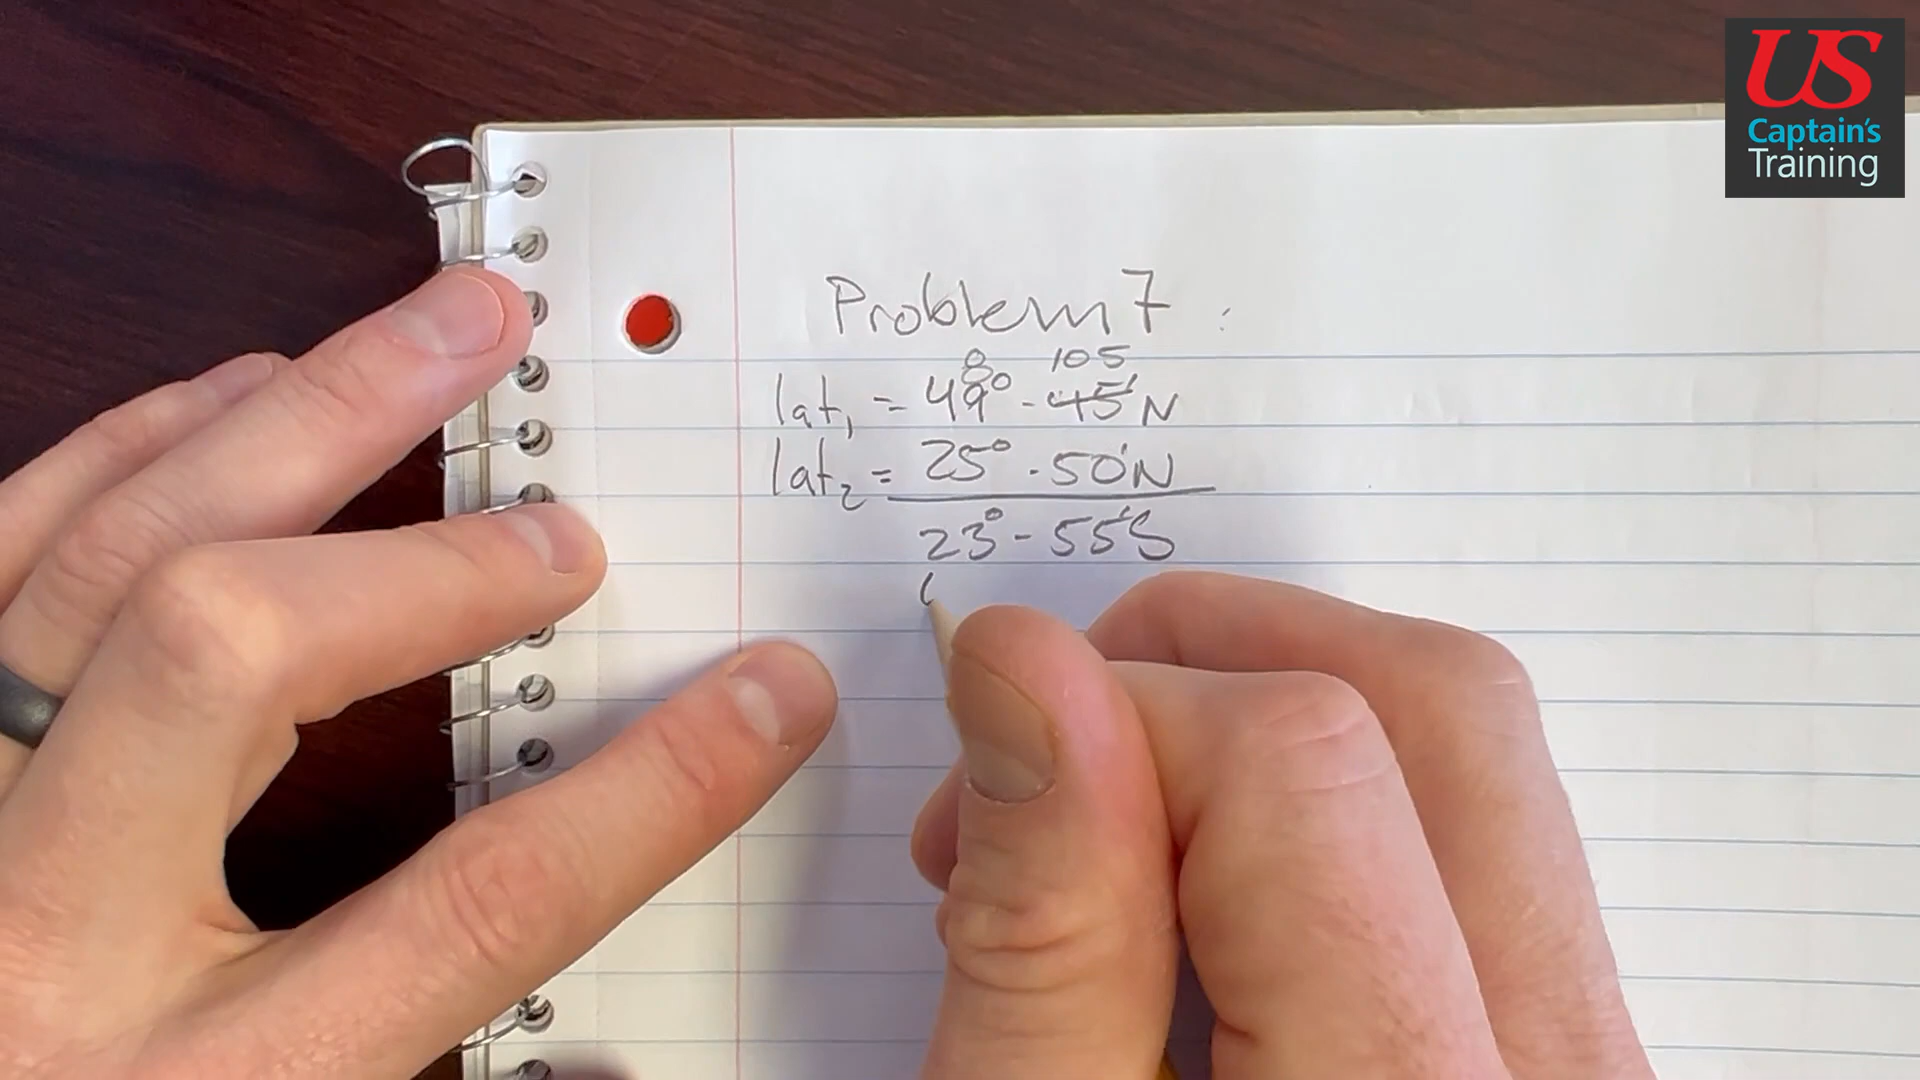 US
Captain's
Training
Problem 7 :
8 105
lat₁ = 49° - 45' N
lat₂ = 25° - 50' N
23° - 55' S
(